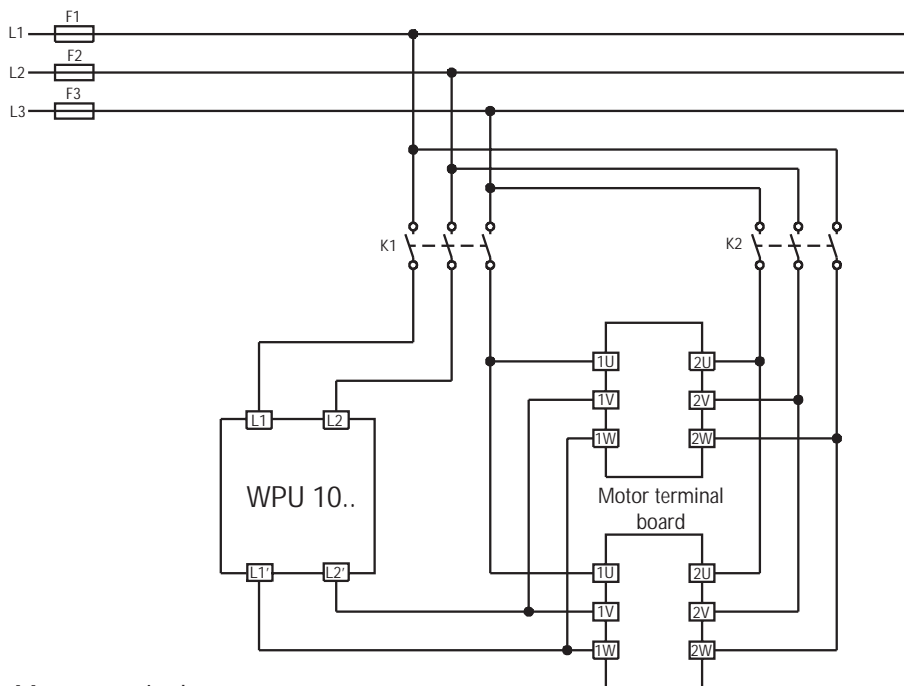 F1
L1
F2
L2
F3
L3
K1
K2
1U 2U
L1 L2
1V 2V
1W 2W
WPU 10..
Motor terminal
board
L1' L2'
1U 2U
1V 2V
1W 2W